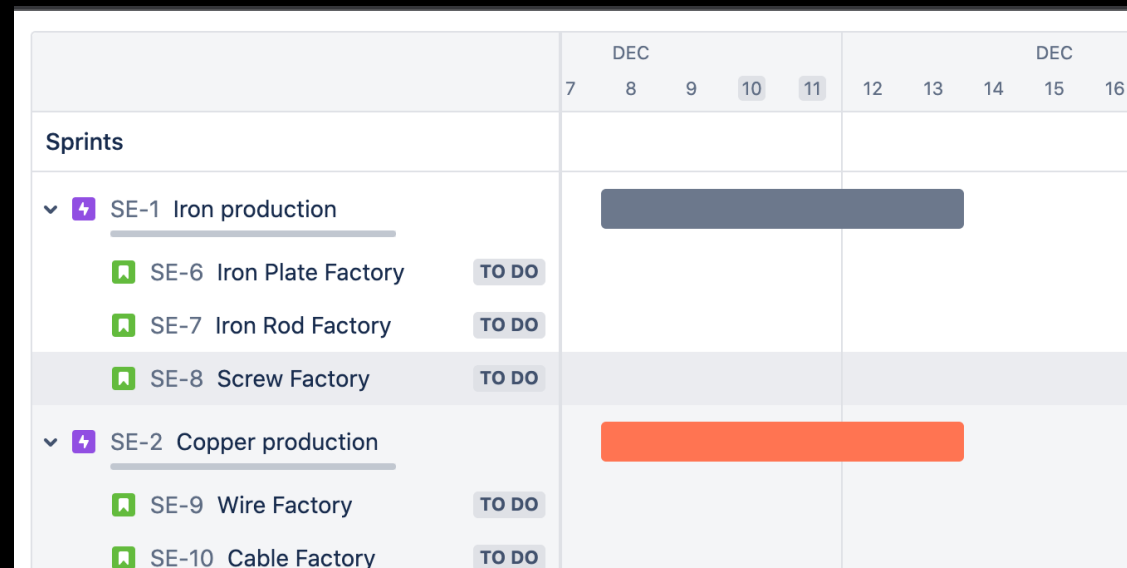 DEC DEC
7 8 9 10 11 12 13 14 15 16
Sprints
SE-1 Iron production
SE-6 Iron Plate Factory TO DO
SE-7 Iron Rod Factory TO DO
SE-8 Screw Factory TO DO
SE-2 Copper production
SE-9 Wire Factory TO DO
SE-10 Cable Factory TO DO